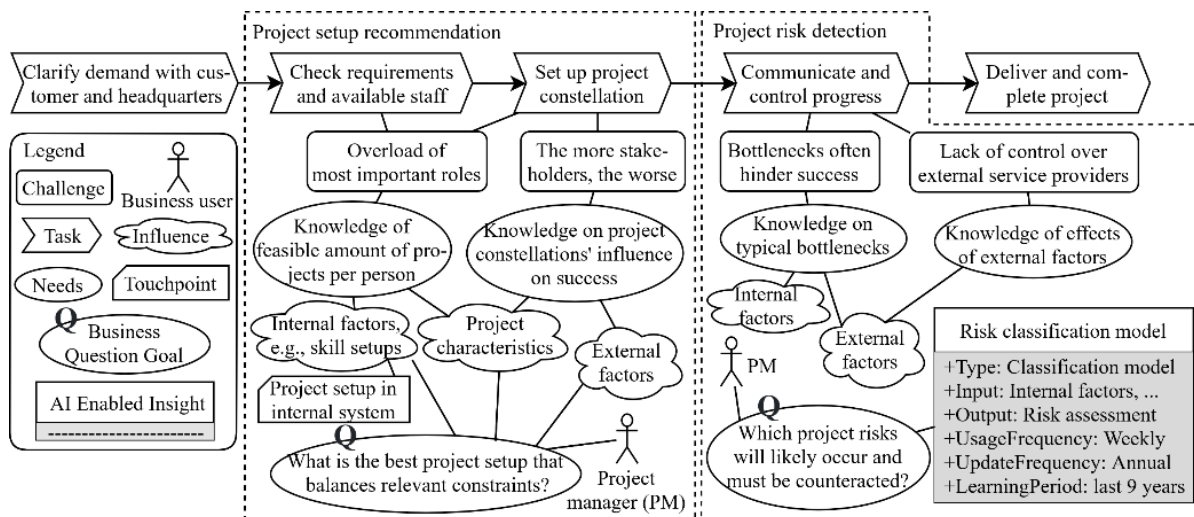 Project setup recommendation
Project risk detection
Clarify demand with cus-
tomer and headquarters
Check requirements
and available staff
Set up project
constellation
Communicate and
control progress
Deliver and com-
plete project
Legend
Challenge
Business user
Task
Influence
Needs
Touchpoint
Q
Business
Question Goal
AI Enabled Insight
Overload of
most important roles
The more stake-
holders, the worse
Knowledge of
feasible amount of pro-
jects per person
Knowledge on project
constellations' influence
on success
Internal factors,
e.g., skill setups
Project
characteristics
External
factors
Project setup in
internal system
Q
What is the best project setup that
balances relevant constraints?
Project
manager (PM)
Bottlenecks often
hinder success
Lack of control over
external service providers
Knowledge on
typical bottlenecks
Knowledge of effects
of external factors
Internal
factors
External
factors
PM
Q
Which project risks
will likely occur and
must be counteracted?
Risk classification model
+Type: Classification model
+Input: Internal factors, ...
+Output: Risk assessment
+UsageFrequency: Weekly
+UpdateFrequency: Annual
+LearningPeriod: last 9 years